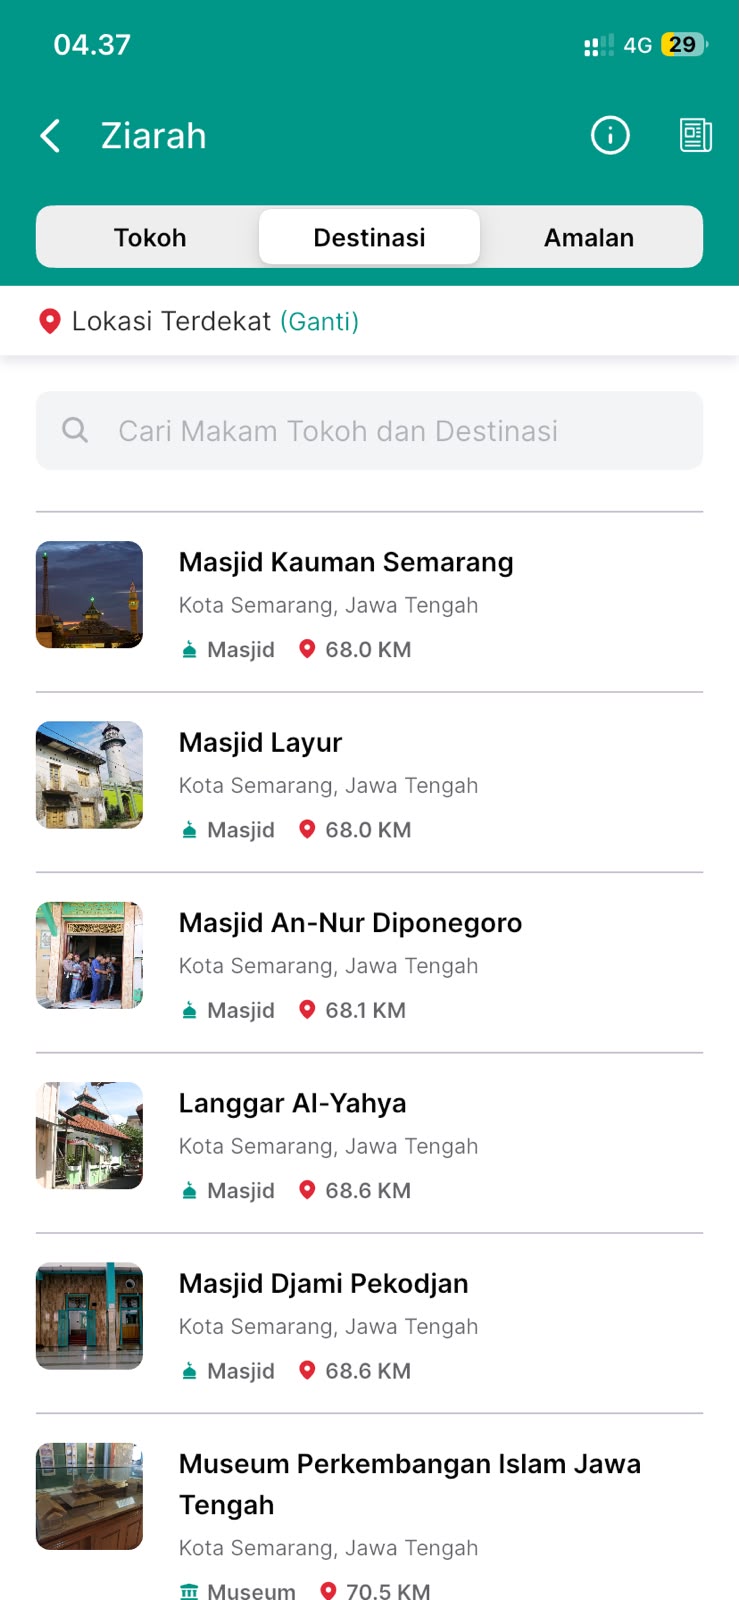 04.37
4G 29
Ziarah
Tokoh
Destinasi
Amalan
Lokasi Terdekat (Ganti)
Cari Makam Tokoh dan Destinasi
Masjid Kauman Semarang
Kota Semarang, Jawa Tengah
Masjid 68.0 KM
Masjid Layur
Kota Semarang, Jawa Tengah
Masjid 68.0 KM
Masjid An-Nur Diponegoro
Kota Semarang, Jawa Tengah
Masjid 68.1 KM
Langgar Al-Yahya
Kota Semarang, Jawa Tengah
Masjid 68.6 KM
Masjid Djami Pekodjan
Kota Semarang, Jawa Tengah
Masjid 68.6 KM
Museum Perkembangan Islam Jawa
Tengah
Kota Semarang, Jawa Tengah
Museum 70.5 KM